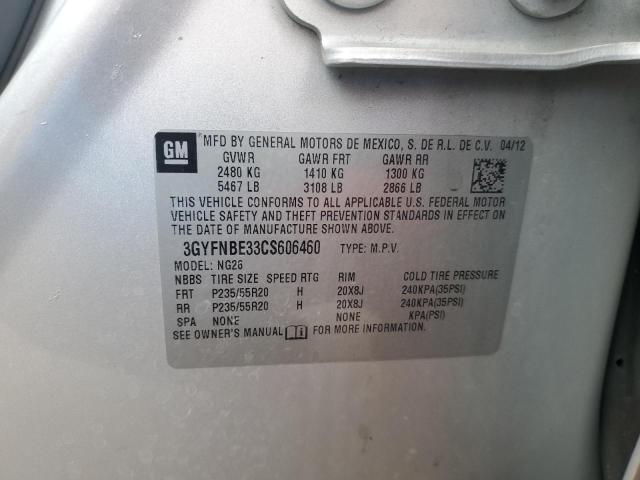 GM
MFD BY GENERAL MOTORS DE MEXICO, S. DE R.L. DE C.V. 04/12
GVWR GAWR FRT GAWR RR
2480 KG 1410 KG 1300 KG
5467 LB 3108 LB 2866 LB
THIS VEHICLE CONFORMS TO ALL APPLICABLE U.S. FEDERAL MOTOR
VEHICLE SAFETY AND THEFT PREVENTION STANDARDS IN EFFECT ON
THE DATE OF MANUFACTURE SHOWN ABOVE.
3GYFNBE33CS606460 TYPE: M.P.V.
MODEL: NG26
NBBS TIRE SIZE SPEED RTG RIM COLD TIRE PRESSURE
FRT P235/55R20 H 20X8J 240KPA(35PSI)
RR P235/55R20 H 20X8J 240KPA(35PSI)
SPA NONE NONE KPA(PSI)
SEE OWNER'S MANUAL FOR MORE INFORMATION.